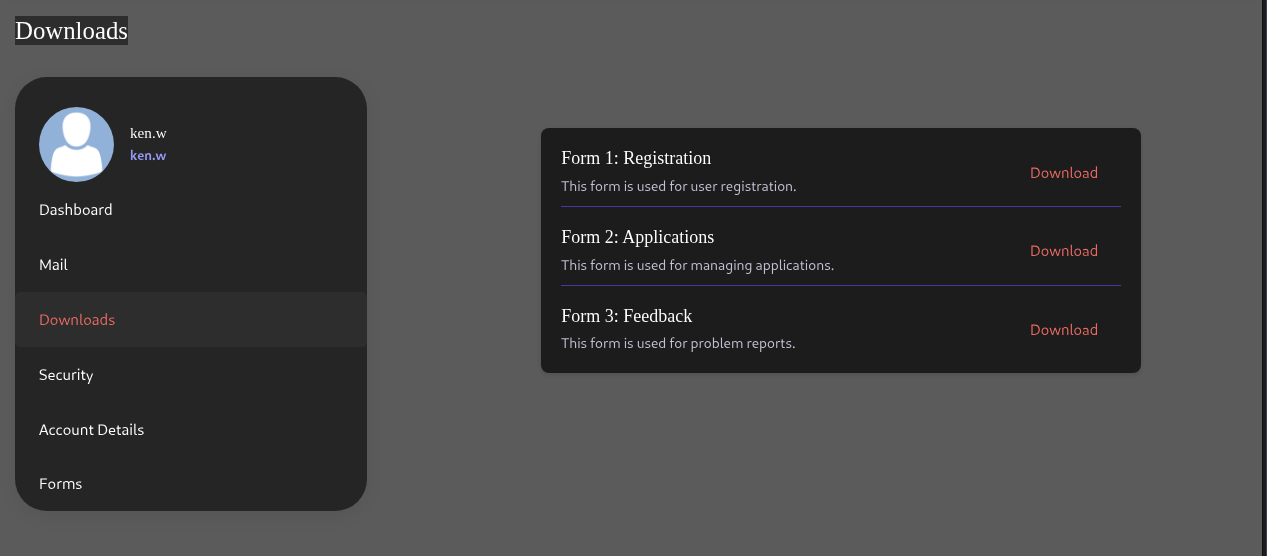 Downloads
ken.w
ken.w
Dashboard
Mail
Downloads
Security
Account Details
Forms
Form 1: Registration
This form is used for user registration.
Download
Form 2: Applications
This form is used for managing applications.
Download
Form 3: Feedback
This form is used for problem reports.
Download